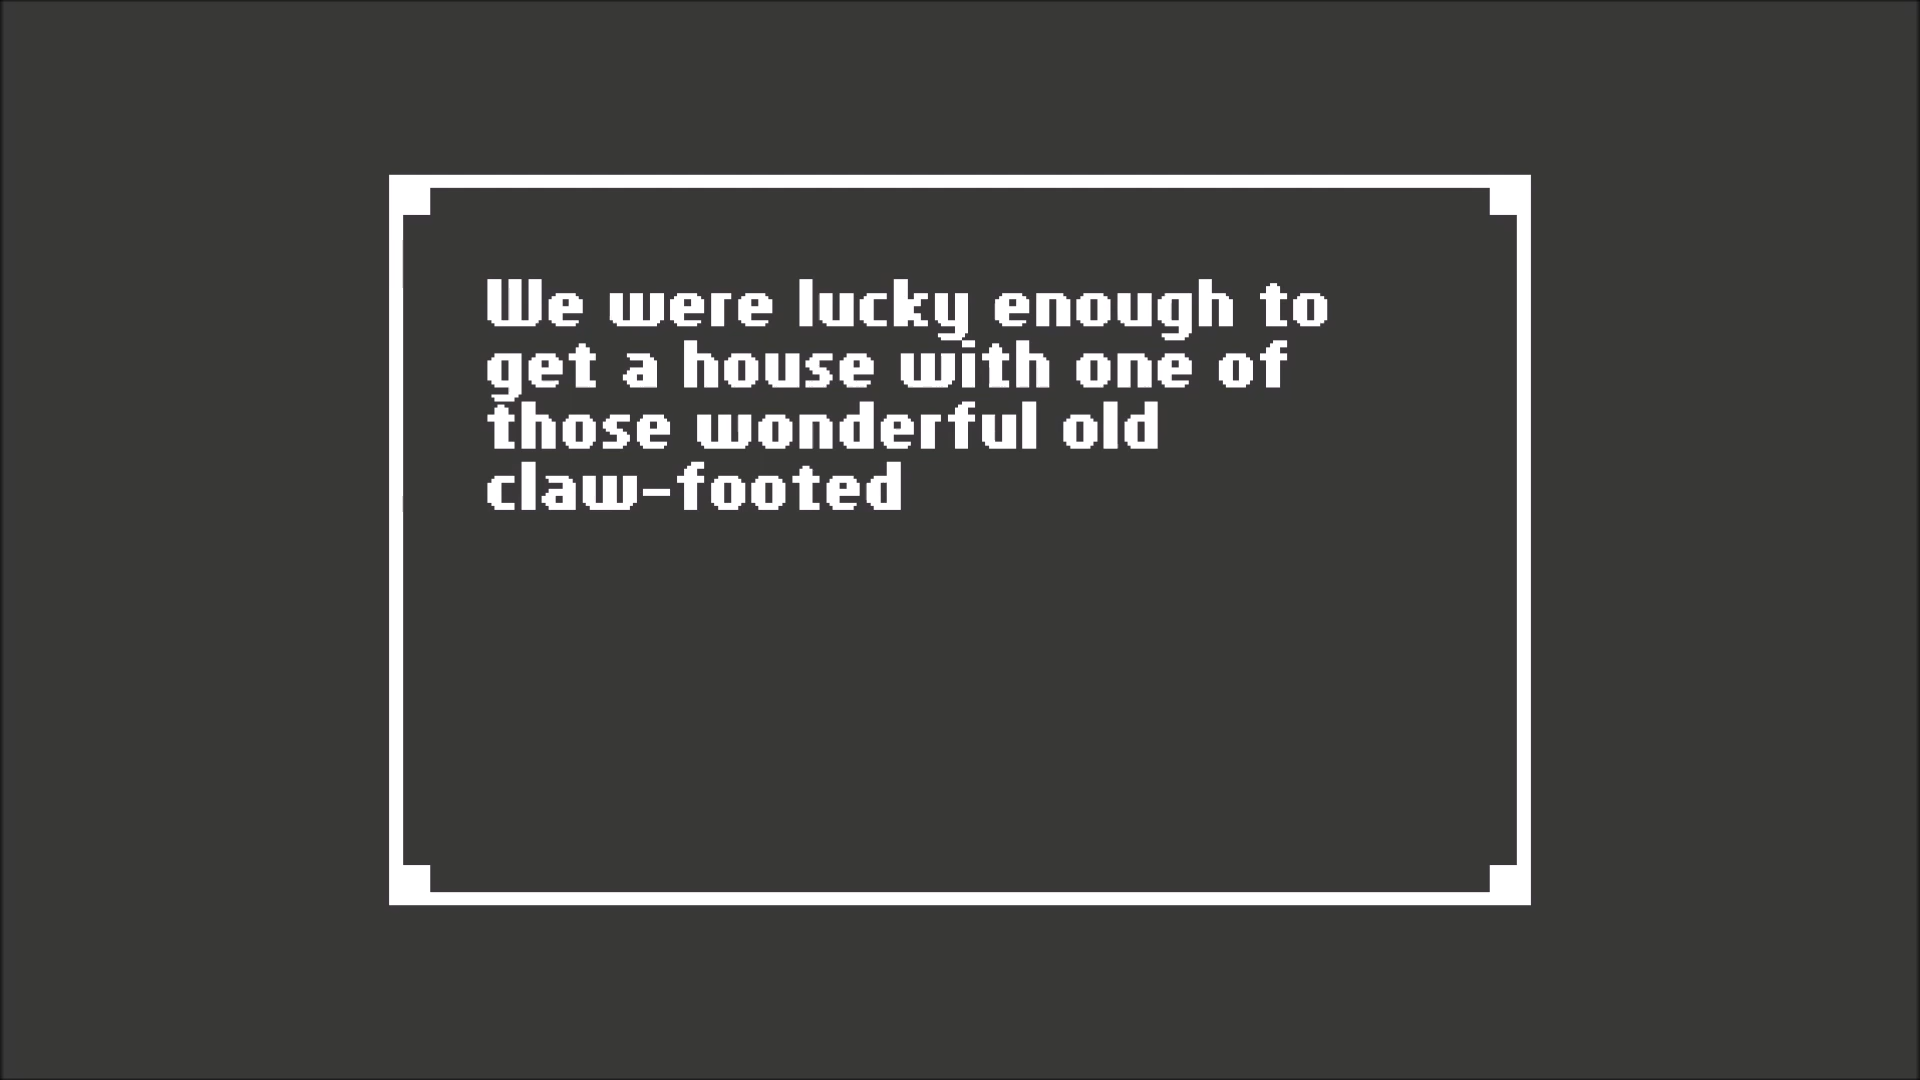 We were lucky enough to
get a house with one of
those wonderful old
claw-footed